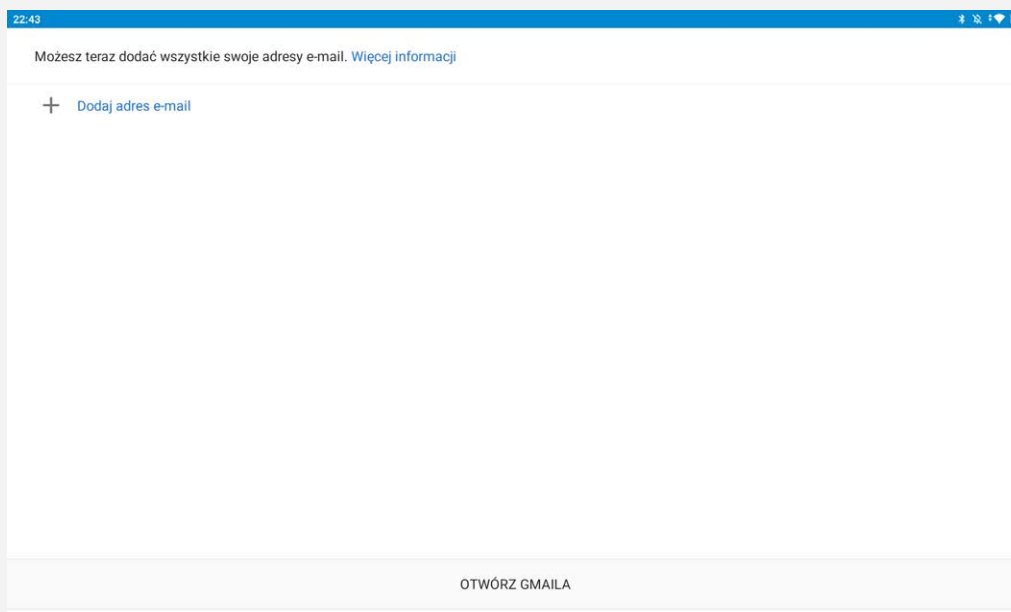 22:43
Możesz teraz dodać wszystkie swoje adresy e-mail. Więcej informacji
Dodaj adres e-mail
OTWÓRZ GMAILA